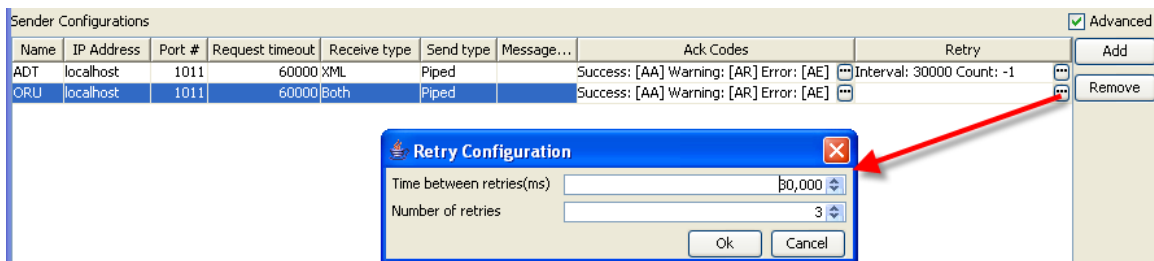 Sender Configurations Advanced
Name IP Address Port # Request timeout Receive type Send type Message... Ack Codes Retry Add
ADT localhost 1011 60000 XML Piped Success: [AA] Warning: [AR] Error: [AE] Interval: 30000 Count: -1
ORU localhost 1011 60000 Both Piped Success: [AA] Warning: [AR] Error: [AE] Remove
Retry Configuration
Time between retries(ms) 30,000
Number of retries 3
Ok Cancel